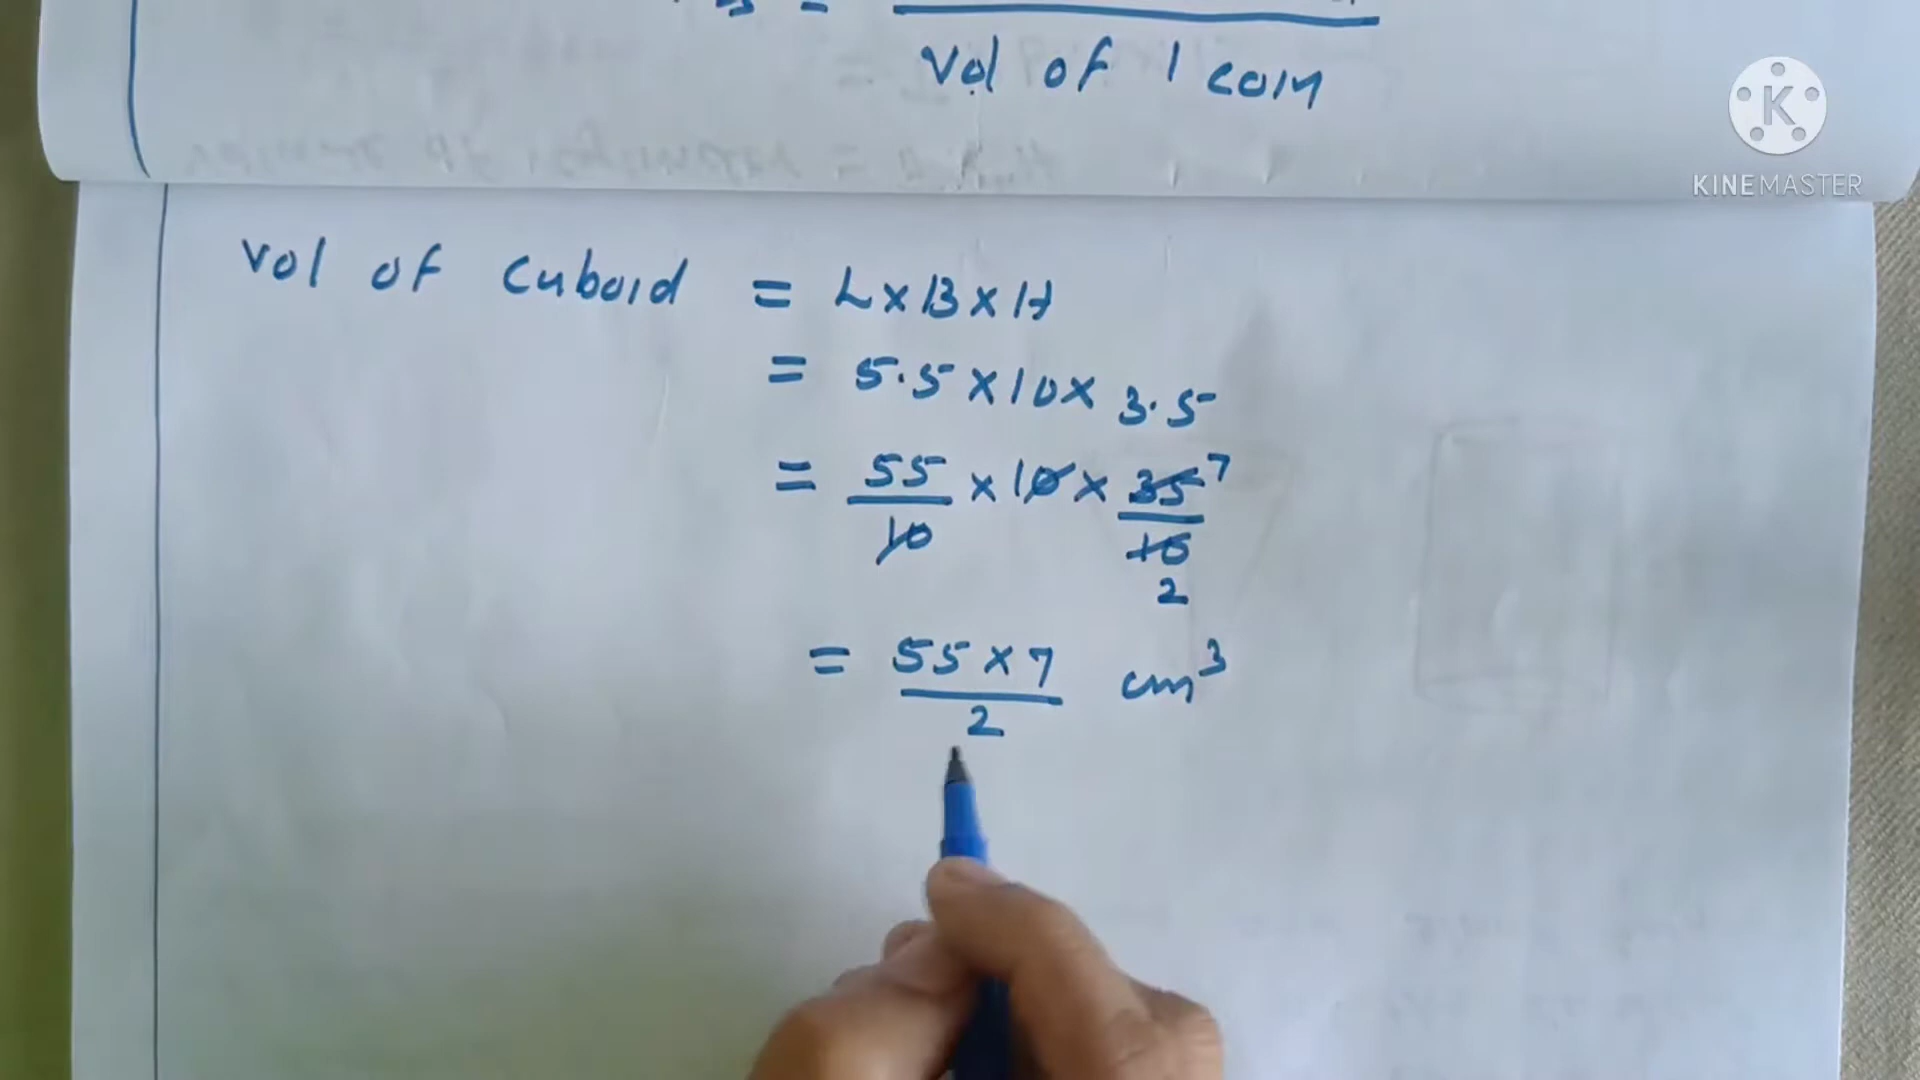 =
Vol of 1 coin
K
KINEMASTER
Vol of Cuboid = L×B×H
= 5.5×10×3.5
= 55/10 × 10 × 35/10 7
2
= 55×7/2 cm³